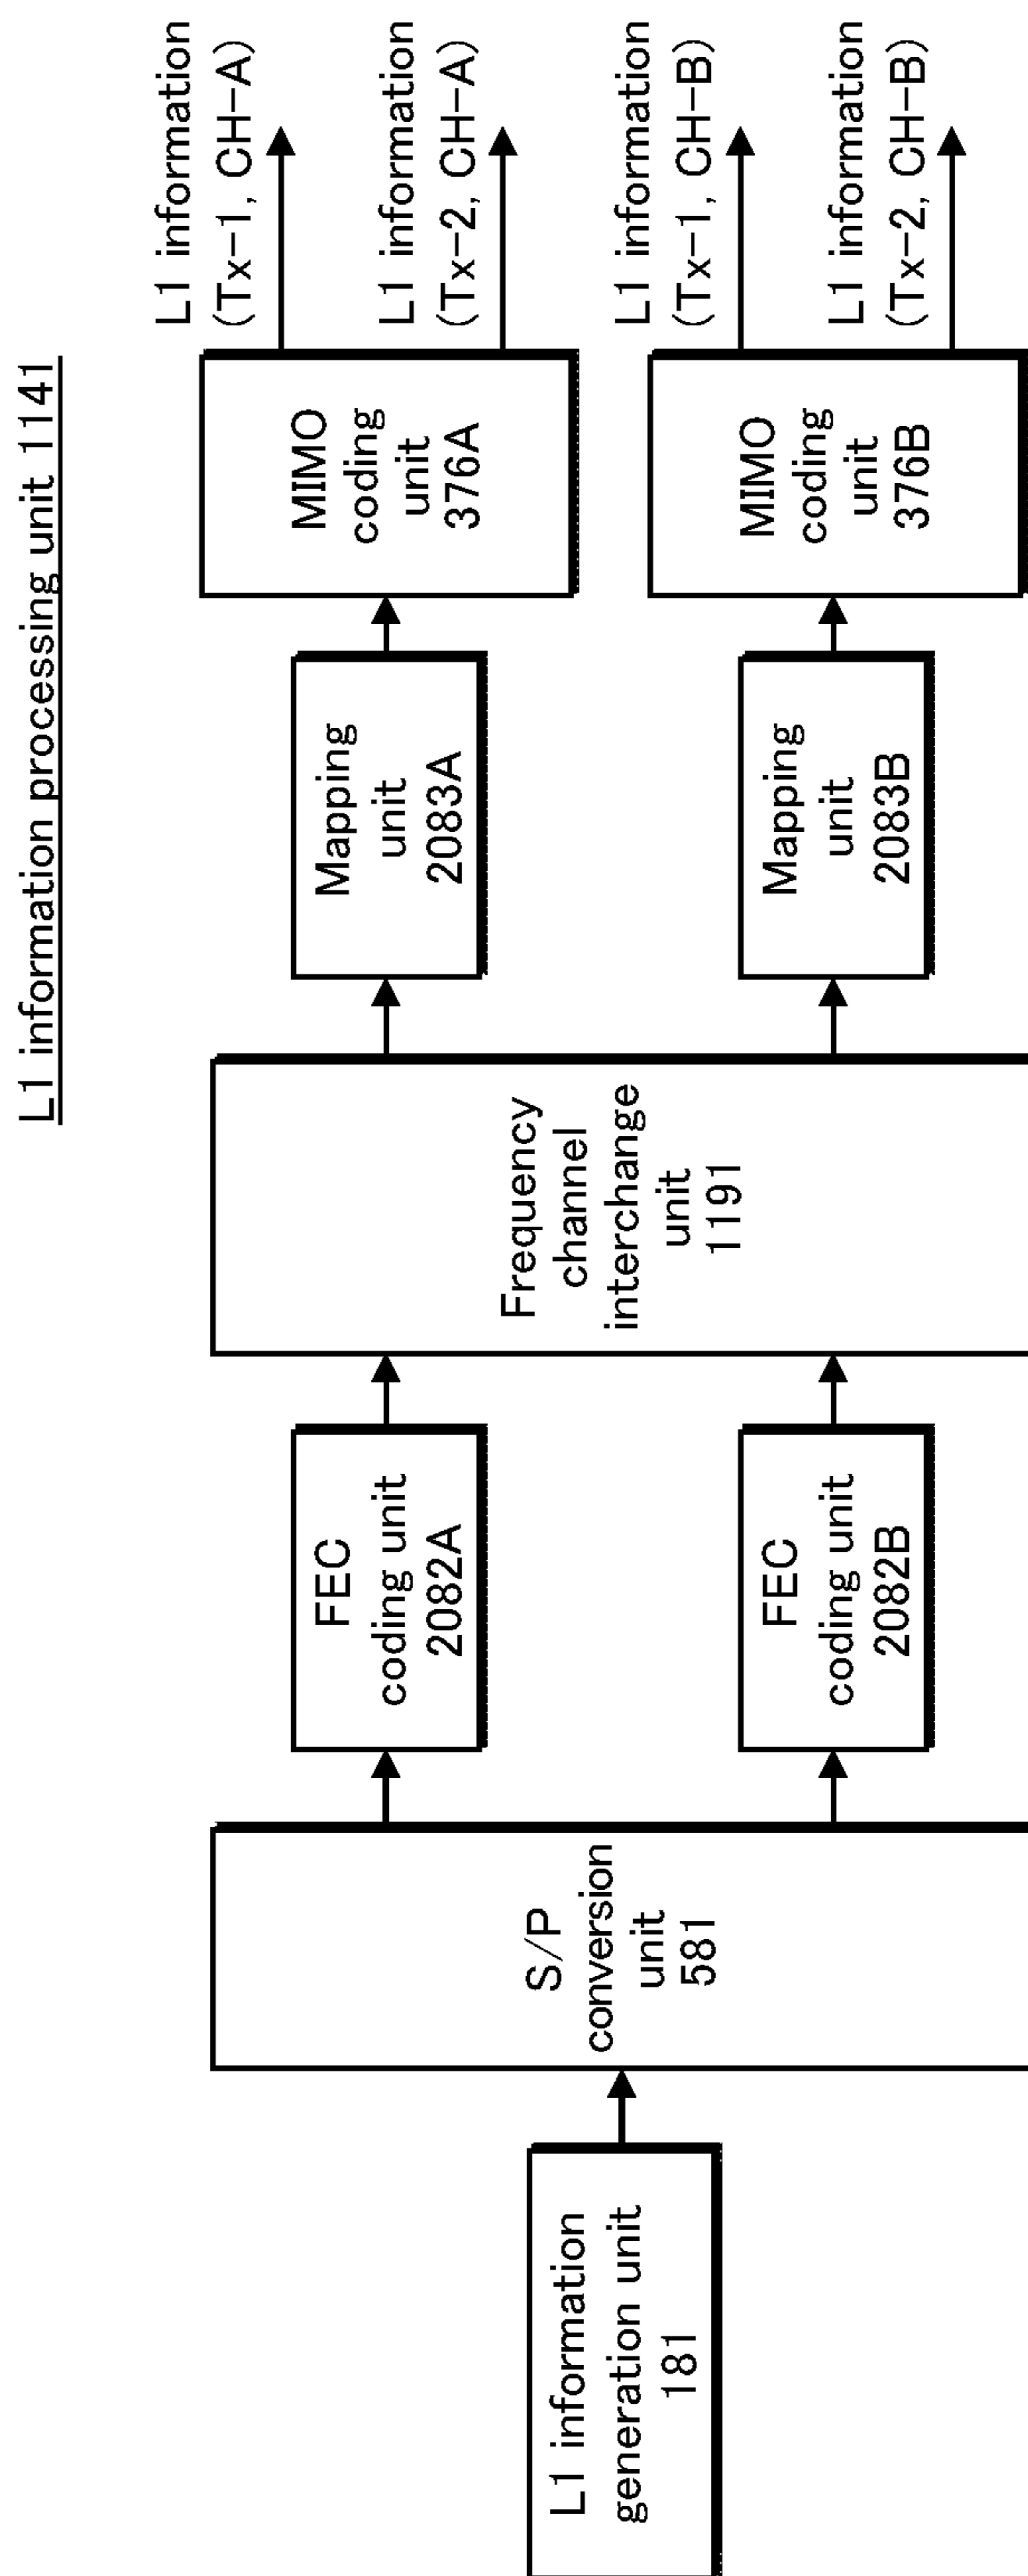 L1 information processing unit 1141
L1 information
generation unit
181
S/P
conversion
unit
581
FEC
coding unit
2082A
FEC
coding unit
2082B
Frequency
channel
interchange
unit
1191
Mapping
unit
2083A
Mapping
unit
2083B
MIMO
coding
unit
376A
MIMO
coding
unit
376B
L1 information
(Tx-1, CH-A)
L1 information
(Tx-2, CH-A)
L1 information
(Tx-1, CH-B)
L1 information
(Tx-2, CH-B)